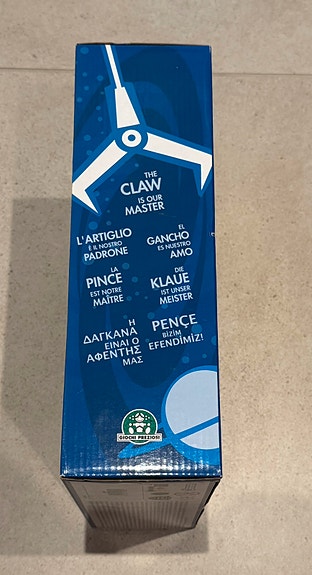 THE
CLAW
IS OUR
MASTER
L'ARTIGLIO
È IL NOSTRO
PADRONE
EL
GANCHO
ES NUESTRO
AMO
LA
PINCE
EST NOTRE
MAÎTRE
DIE
KLAUE
IST UNSER
MEISTER
Η
ΔΑΓΚΑΝΑ
ΕΙΝΑΙ Ο
ΑΦΕΝΤΗΣ
ΜΑΣ
PENÇE
BİZİM
EFENDİMİZ!
GIOCHI PREZIOSI